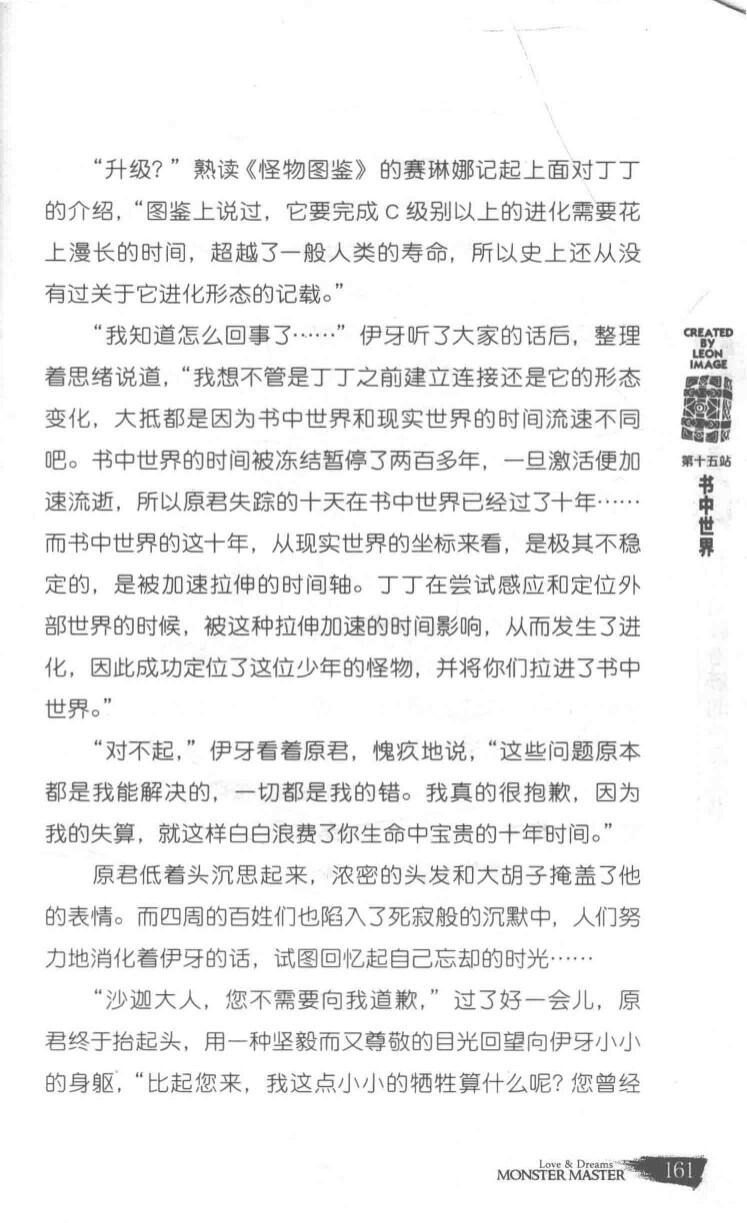 “升级？”熟读《怪物图鉴》的赛琳娜记起上面对丁丁
的介绍，“图鉴上说过，它要完成 C 级别以上的进化需要花
上漫长的时间，超越了一般人类的寿命，所以史上还从没
有过关于它进化形态的记载。”
“我知道怎么回事了……”伊牙听了大家的话后，整理
着思绪说道，“我想不管是丁丁之前建立连接还是它的形态
变化，大抵都是因为书中世界和现实世界的时间流速不同
吧。书中世界的时间被冻结暂停了两百多年，一旦激活便加
速流逝，所以原君失踪的十天在书中世界已经过了十年……
而书中世界的这十年，从现实世界的坐标来看，是极其不稳
定的，是被加速拉伸的时间轴。丁丁在尝试感应和定位外
部世界的时候，被这种拉伸加速的时间影响，从而发生了进
化，因此成功定位了这位少年的怪物，并将你们拉进了书中
世界。”
“对不起，”伊牙看着原君，愧疚地说，“这些问题原本
都是我能解决的，一切都是我的错。我真的很抱歉，因为
我的失算，就这样白白浪费了你生命中宝贵的十年时间。”
原君低着头沉思起来，浓密的头发和大胡子掩盖了他
的表情。而四周的百姓们也陷入了死寂般的沉默中，人们努
力地消化着伊牙的话，试图回忆起自己忘却的时光……
“沙迦大人，您不需要向我道歉，”过了好一会儿，原
君终于抬起头，用一种坚毅而又尊敬的目光回望向伊牙小小
的身躯，“比起您来，我这点小小的牺牲算什么呢？您曾经
CREATED
BY
LEON
IMAGE
第十五站
书中世界
Love & Dreams
MONSTER MASTER
161